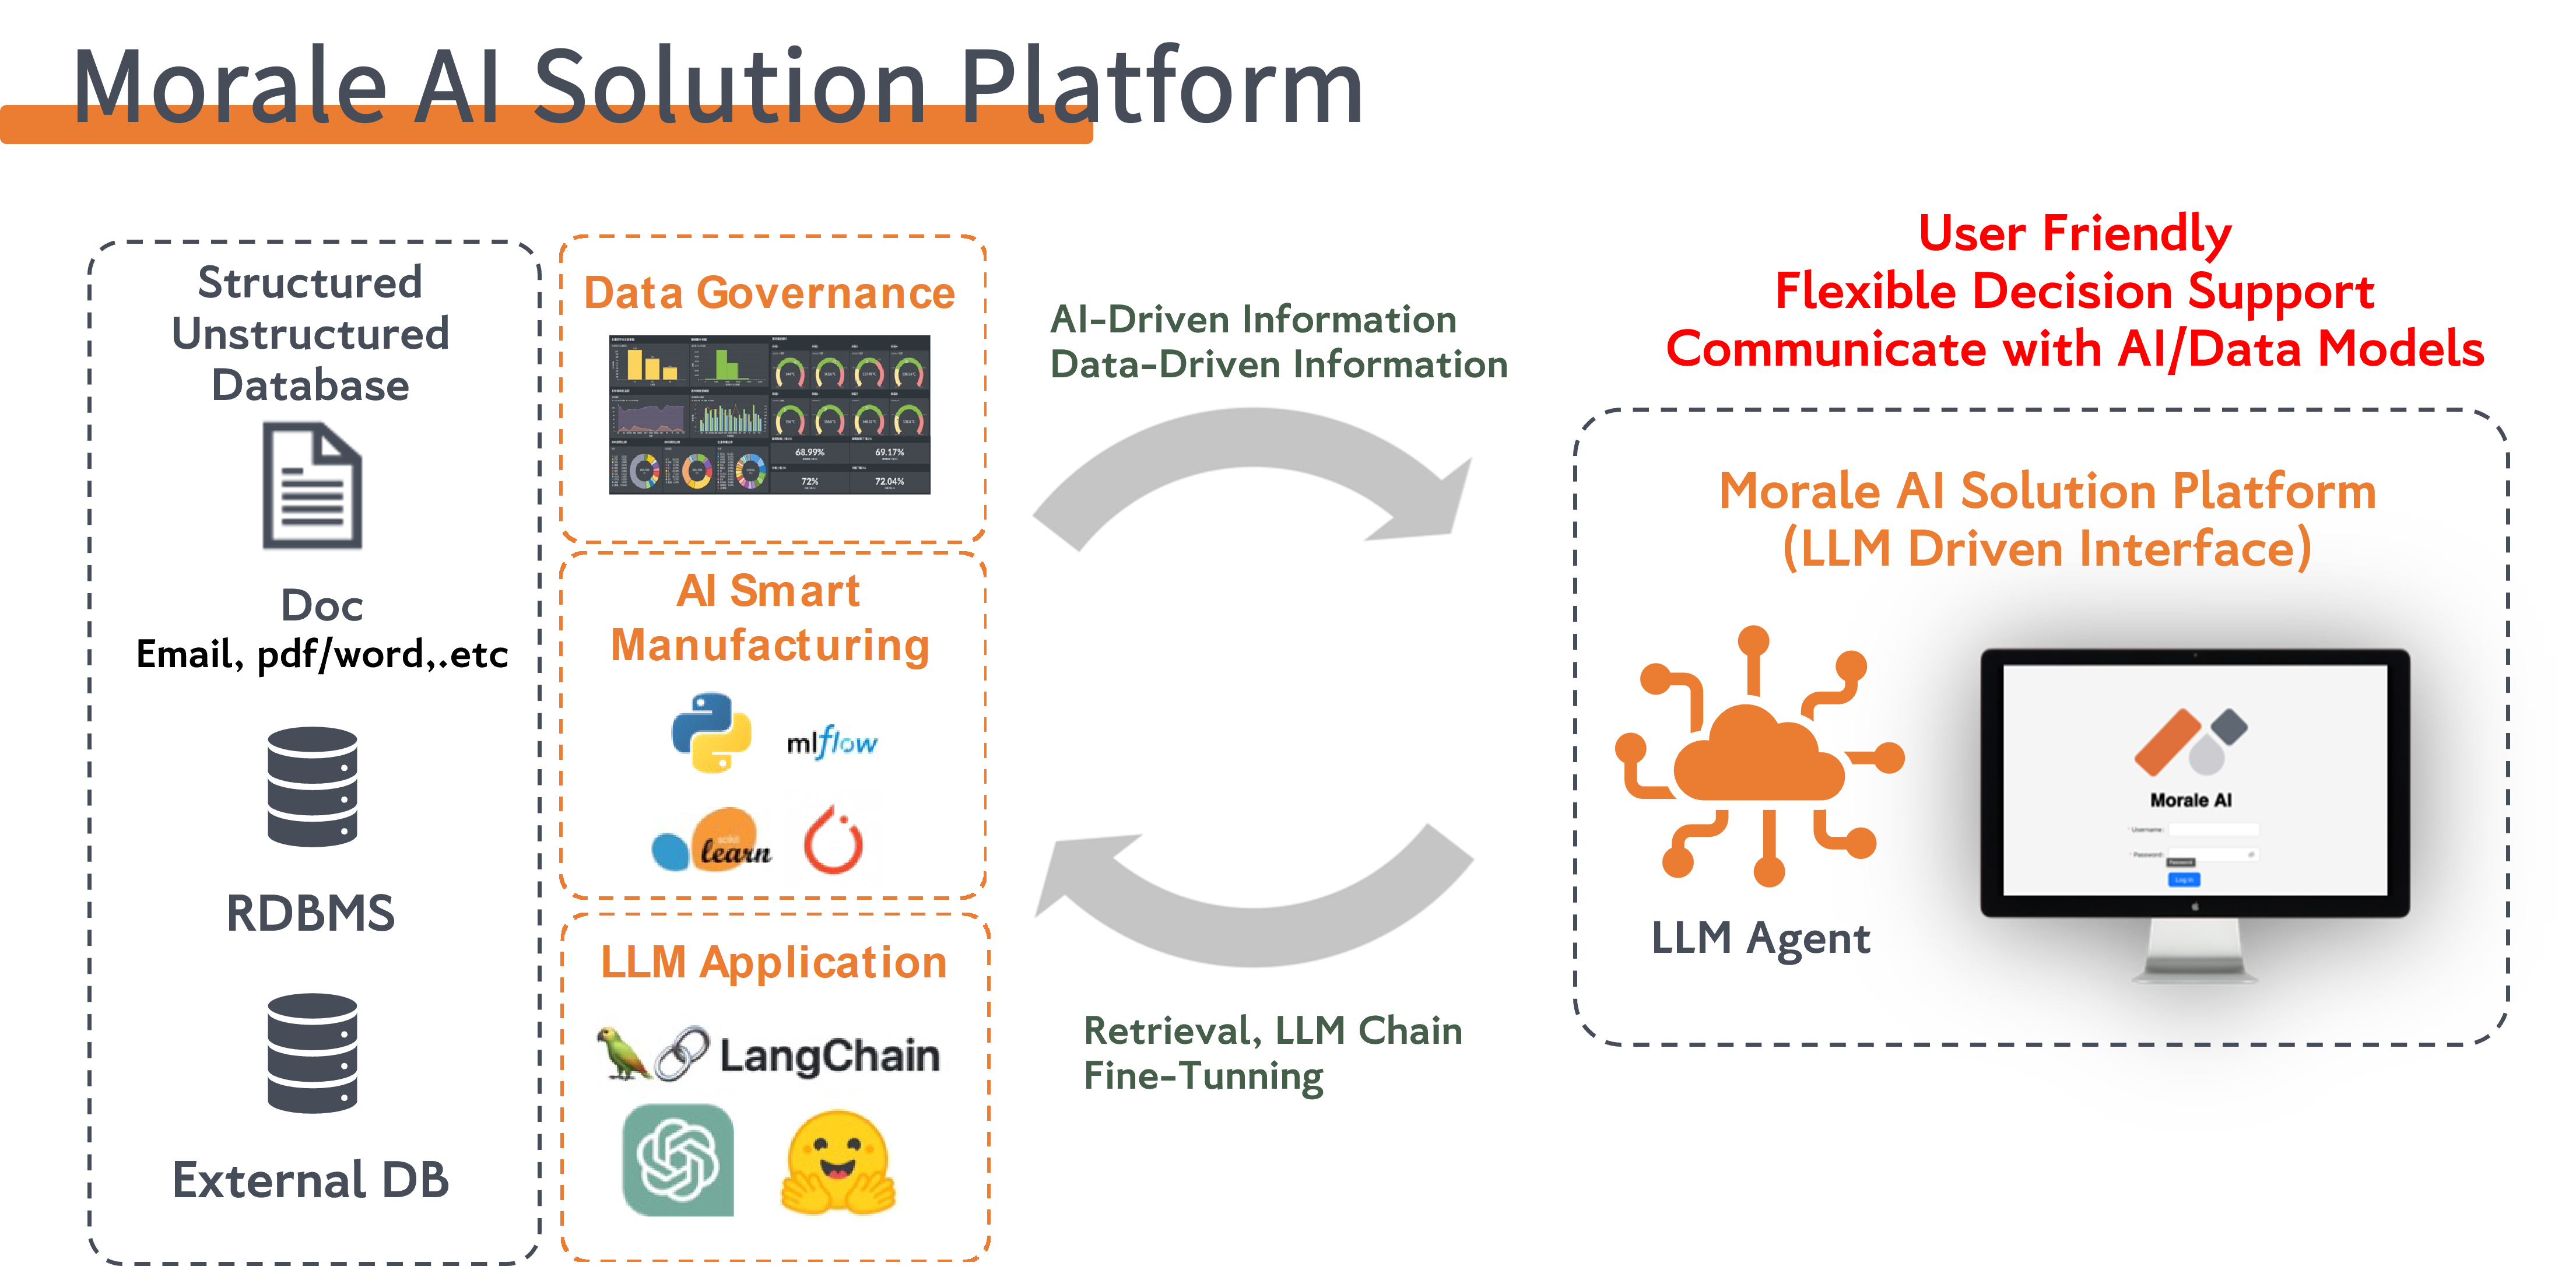 Morale AI Solution Platform
Structured
Unstructured
Database
Doc
Email, pdf/word,.etc
RDBMS
External DB
Data Governance
68.99%
69.17%
72%
72.04%
AI Smart
Manufacturing
mlflow
scikit
learn
LLM Application
LangChain
AI-Driven Information
Data-Driven Information
Retrieval, LLM Chain
Fine-Tunning
User Friendly
Flexible Decision Support
Communicate with AI/Data Models
Morale AI Solution Platform
(LLM Driven Interface)
LLM Agent
Morale AI
Username:
Password:
Password
Log in